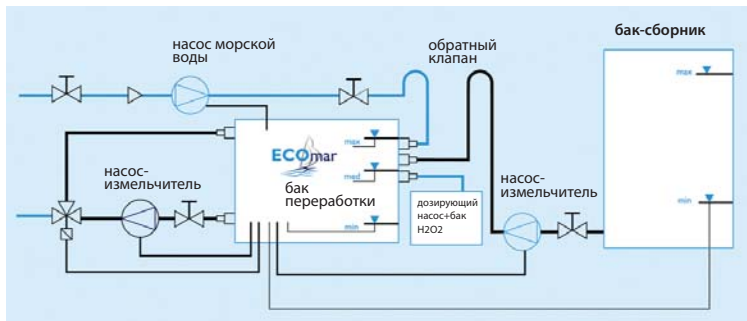 насос морской
воды
обратный
клапан
бак-сборник
max
max
ECOmar
насос-
измельчитель
бак
переработки
med
min
дозирующий
насос+бак
H2O2
насос-
измельчитель
min